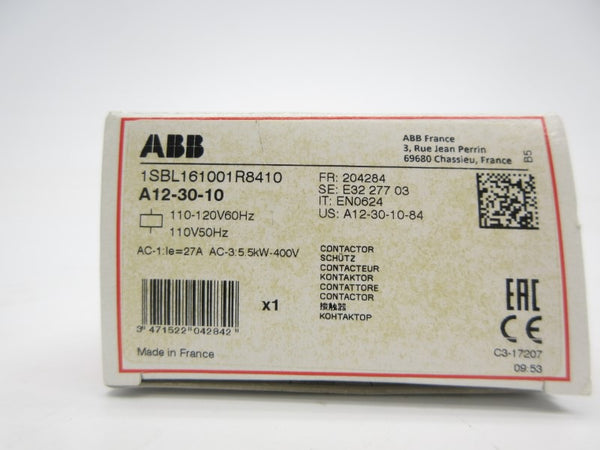 ABB
ABB France
3, Rue Jean Perrin
69680 Chassieu, France
B5
1SBL161001R8410
A12-30-10
110-120V60Hz
110V50Hz
AC-1:Ie=27A AC-3:5.5kW-400V
FR: 204284
SE: E32 277 03
IT: EN0624
US: A12-30-10-84
CONTACTOR
SCHÜTZ
CONTACTEUR
KONTAKTOR
CONTATTORE
CONTACTOR
接触器
КОНТАКТОР
x1
3 471522 042842
Made in France
EAC
CE
C3-17207
09:53